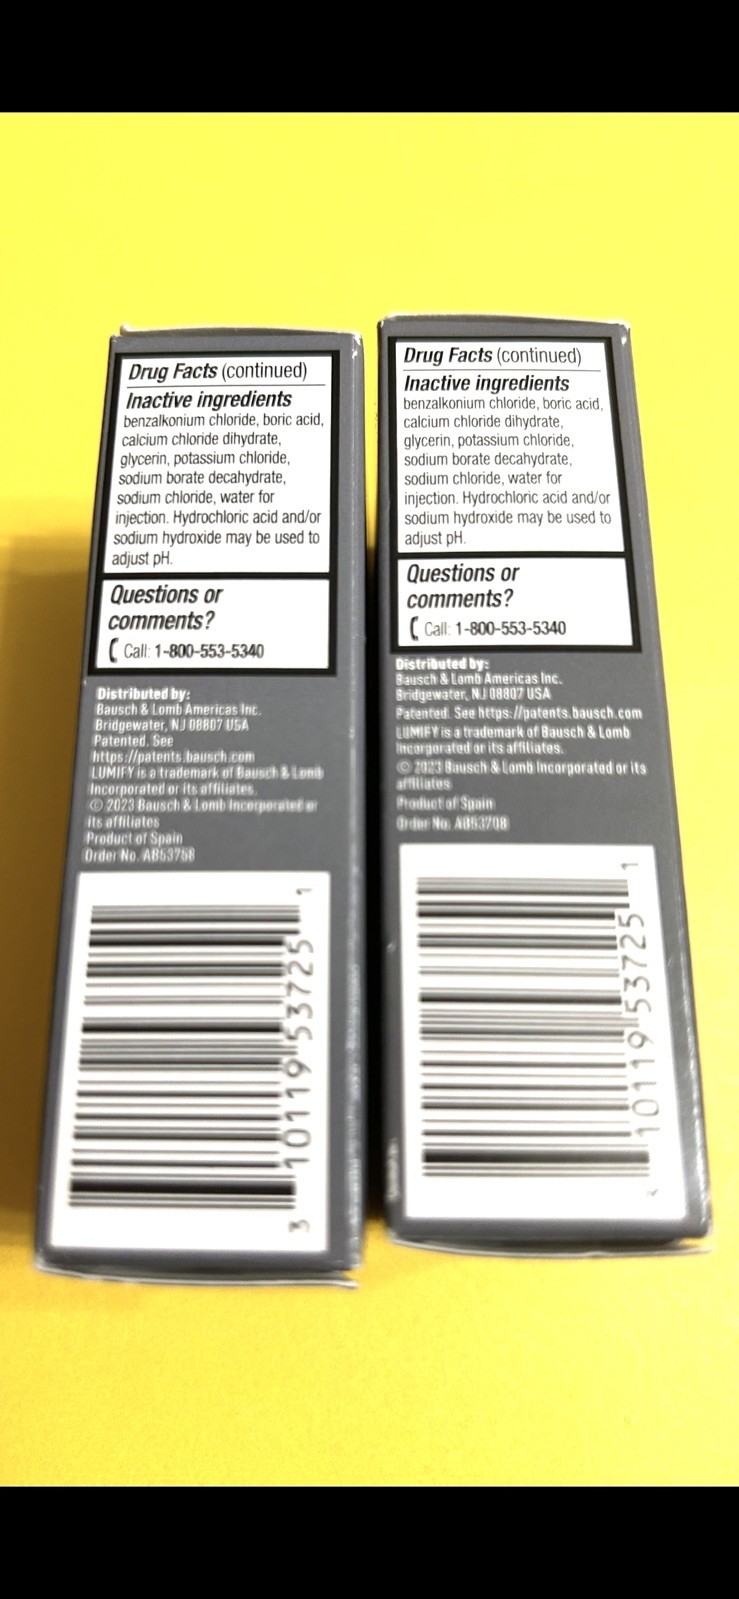 Drug Facts (continued)
Inactive ingredients
benzalkonium chloride, boric acid,
calcium chloride dihydrate,
glycerin, potassium chloride,
sodium borate decahydrate,
sodium chloride, water for
injection. Hydrochloric acid and/or
sodium hydroxide may be used to
adjust pH.
Questions or
comments?
Call: 1-800-553-5340
Distributed by:
Bausch & Lomb Americas Inc.
Bridgewater, NJ 08807 USA
Patented. See
https://patents.bausch.com
LUMIFY is a trademark of Bausch & Lomb
Incorporated or its affiliates.
© 2023 Bausch & Lomb Incorporated or
its affiliates
Product of Spain
Order No. AB53758
3 10119 53725 1
Drug Facts (continued)
Inactive ingredients
benzalkonium chloride, boric acid,
calcium chloride dihydrate,
glycerin, potassium chloride,
sodium borate decahydrate,
sodium chloride, water for
injection. Hydrochloric acid and/or
sodium hydroxide may be used to
adjust pH.
Questions or
comments?
Call: 1-800-553-5340
Distributed by:
Bausch & Lomb Americas Inc.
Bridgewater, NJ 08807 USA
Patented. See https://patents.bausch.com
LUMIFY is a trademark of Bausch & Lomb
Incorporated or its affiliates.
© 2023 Bausch & Lomb Incorporated or its
affiliates
Product of Spain
Order No. AB53708
3 10119 53725 1